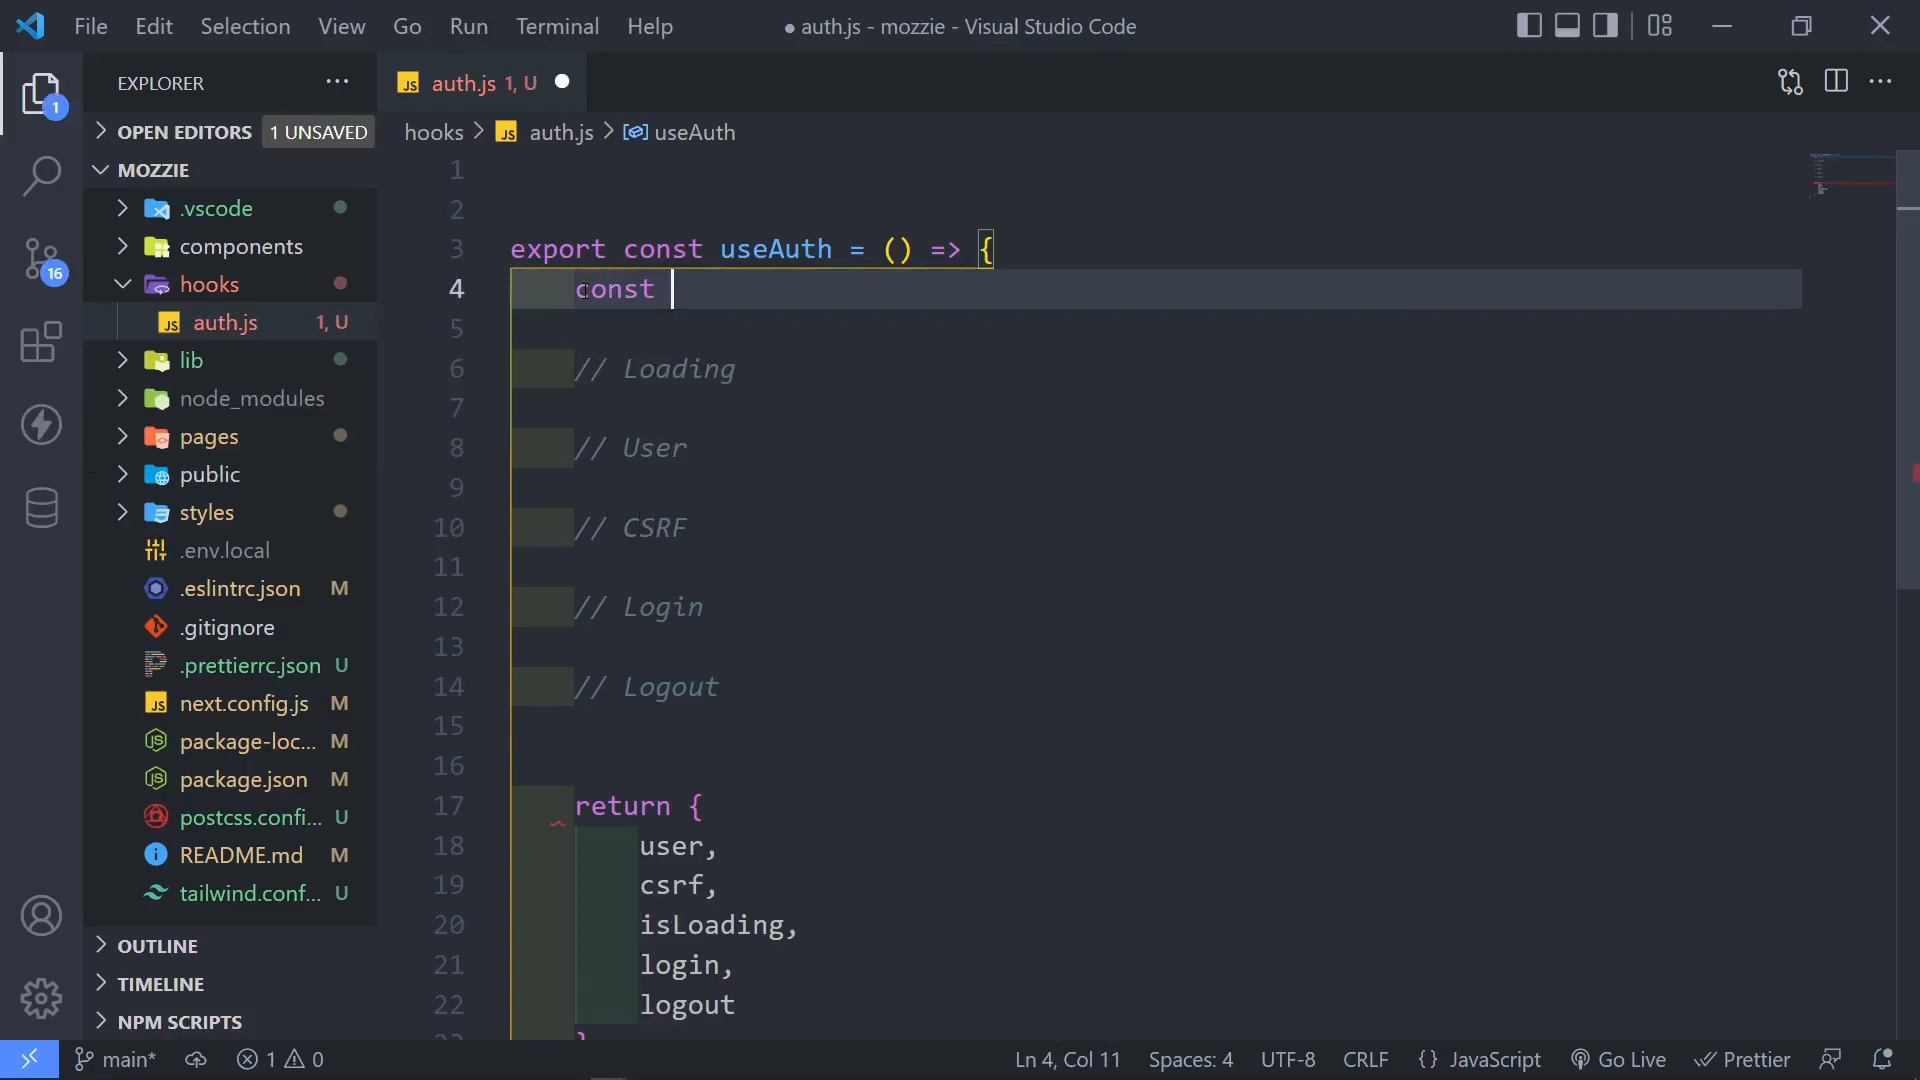 File Edit Selection View Go Run Terminal Help
● auth.js - mozzie - Visual Studio Code
EXPLORER
auth.js 1, U
1
OPEN EDITORS 1 UNSAVED
hooks > JS auth.js > useAuth
MOZZIE
.vscode
components
hooks
JS auth.js 1, U
lib
node_modules
pages
public
styles
.env.local
.eslintrc.json M
.gitignore
.prettierrc.json U
JS next.config.js M
package-loc... M
package.json M
postcss.confi... U
README.md M
tailwind.conf... U
OUTLINE
TIMELINE
NPM SCRIPTS
16
1
2
3 export const useAuth = () => {
4 const
5
6 // Loading
7
8 // User
9
10 // CSRF
11
12 // Login
13
14 // Logout
15
16
17 return {
18 user,
19 csrf,
20 isLoading,
21 login,
22 logout
main* 1 0 Ln 4, Col 11 Spaces: 4 UTF-8 CRLF {} JavaScript Go Live Prettier